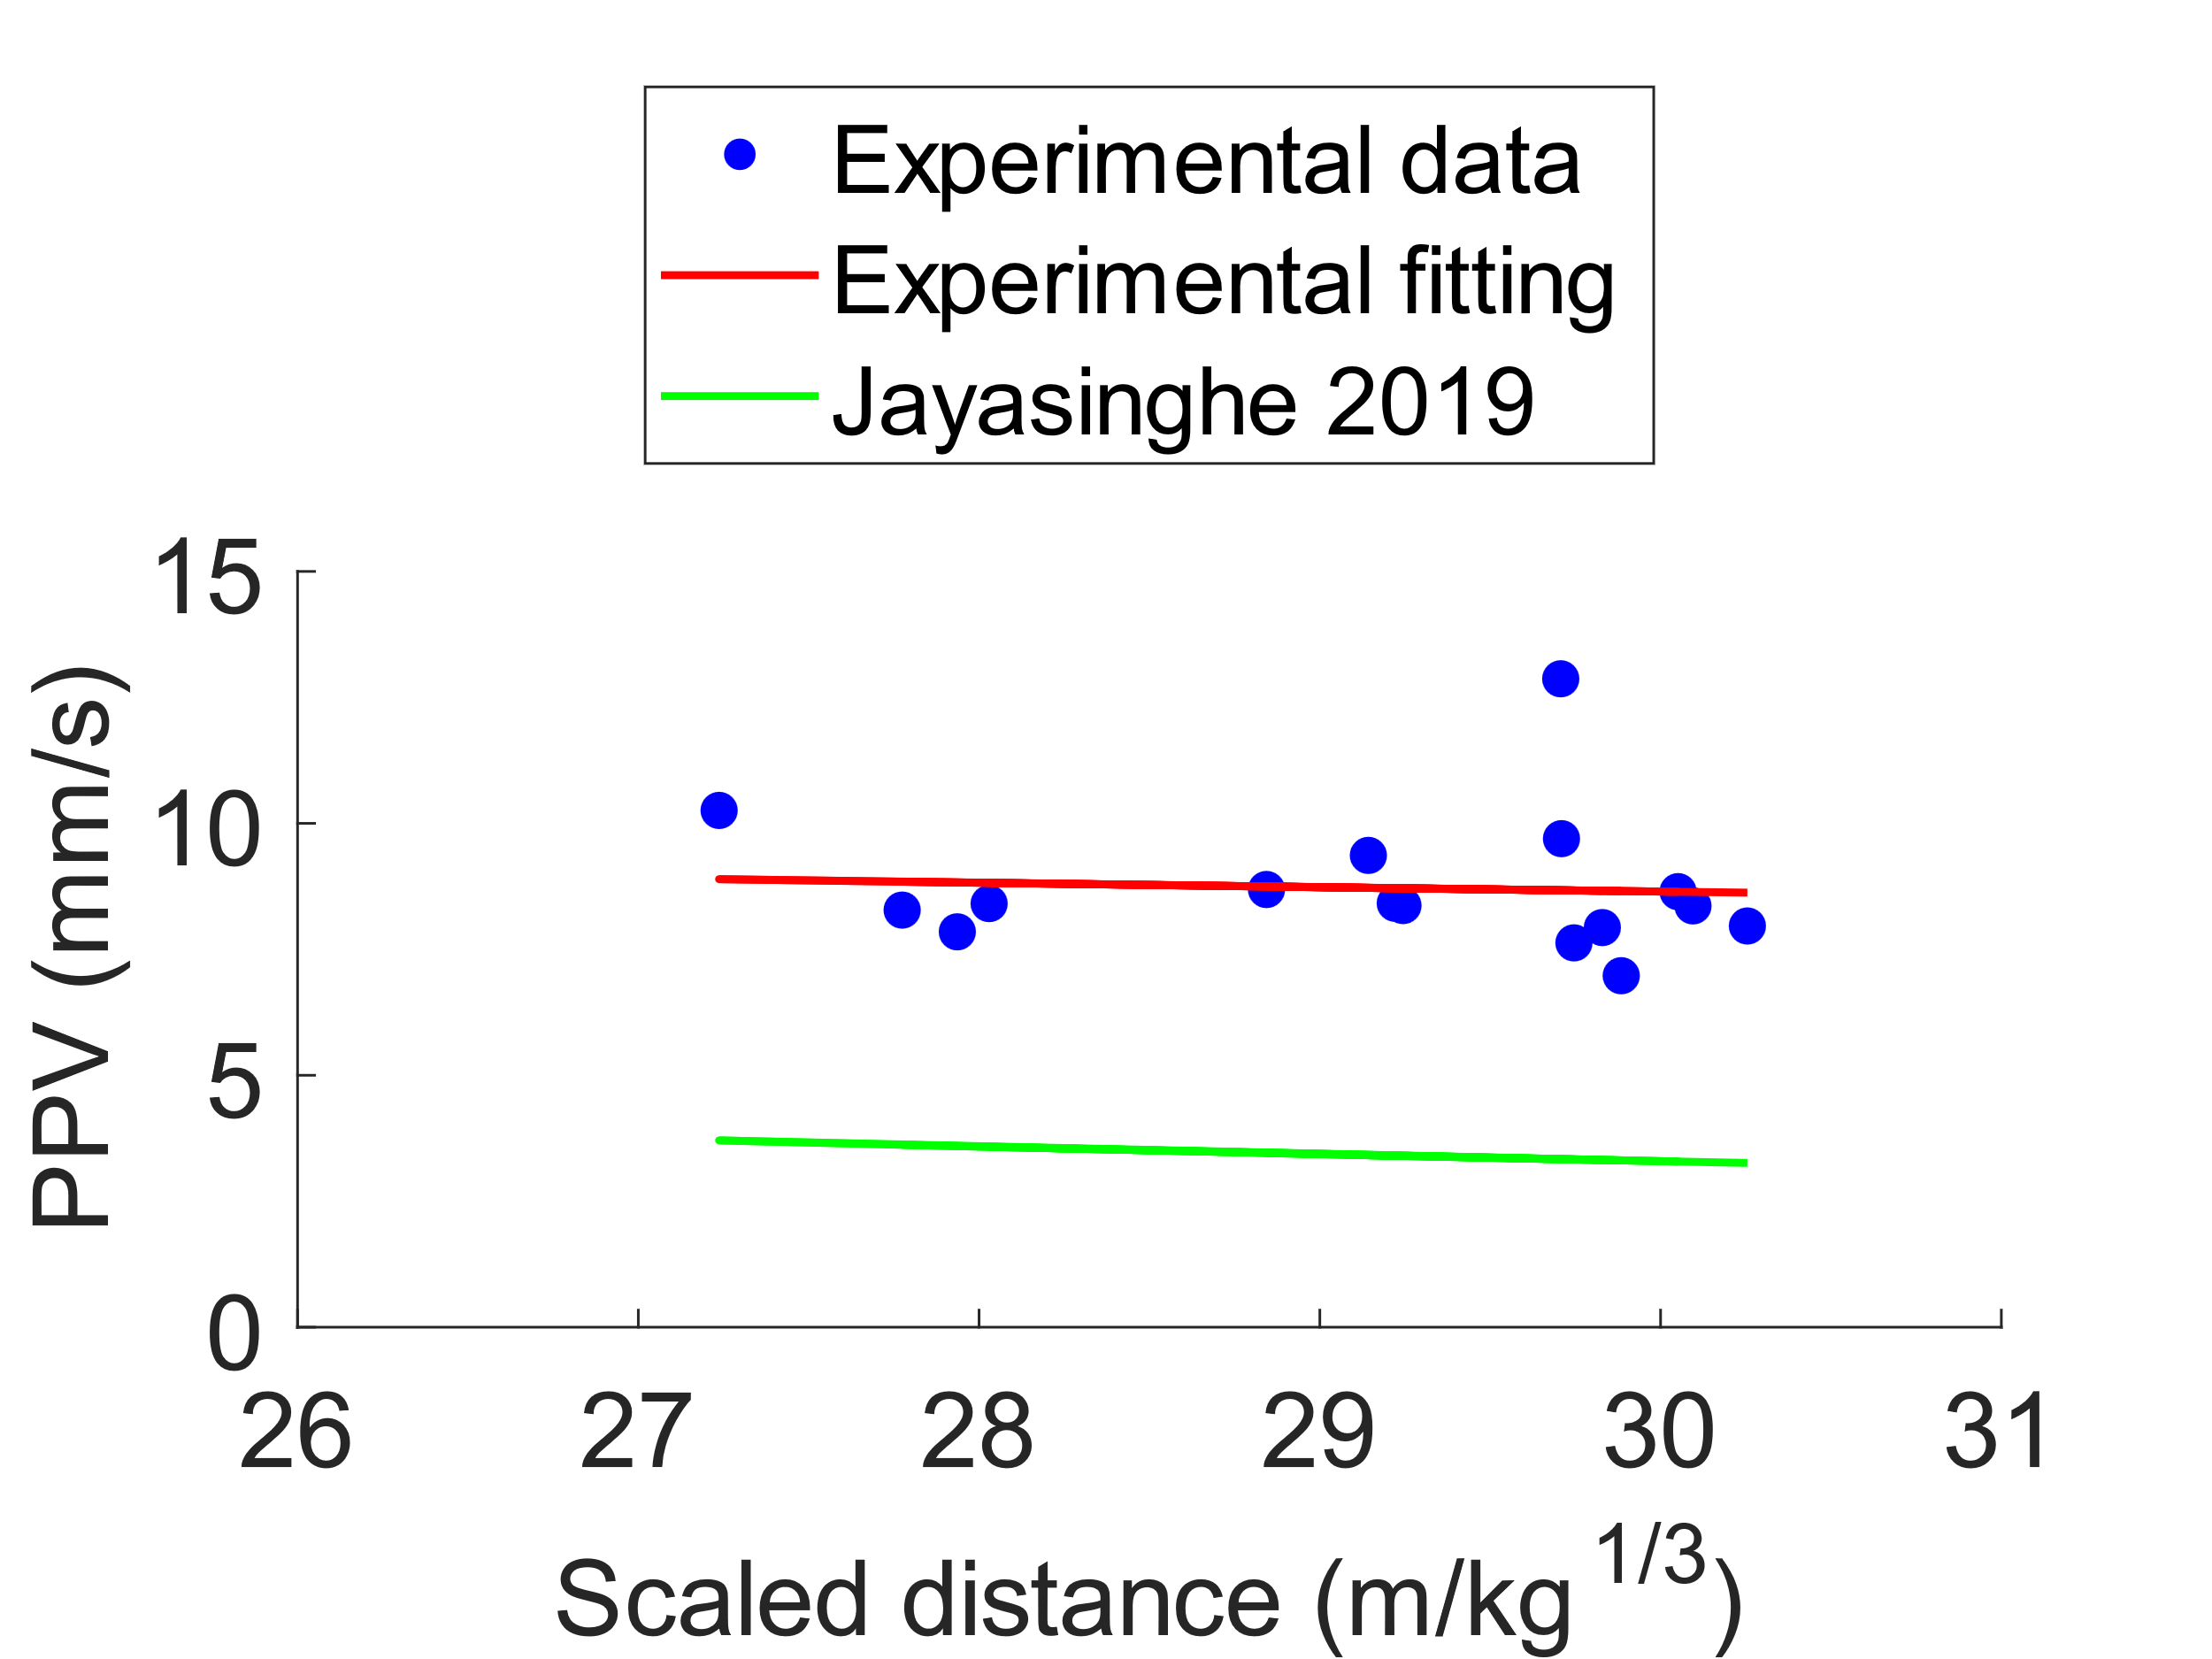 Experimental data
Experimental fitting
Jayasinghe 2019
15
10
5
0
PPV (mm/s)
26 27 28 29 30 31
Scaled distance (m/kg^1/3)